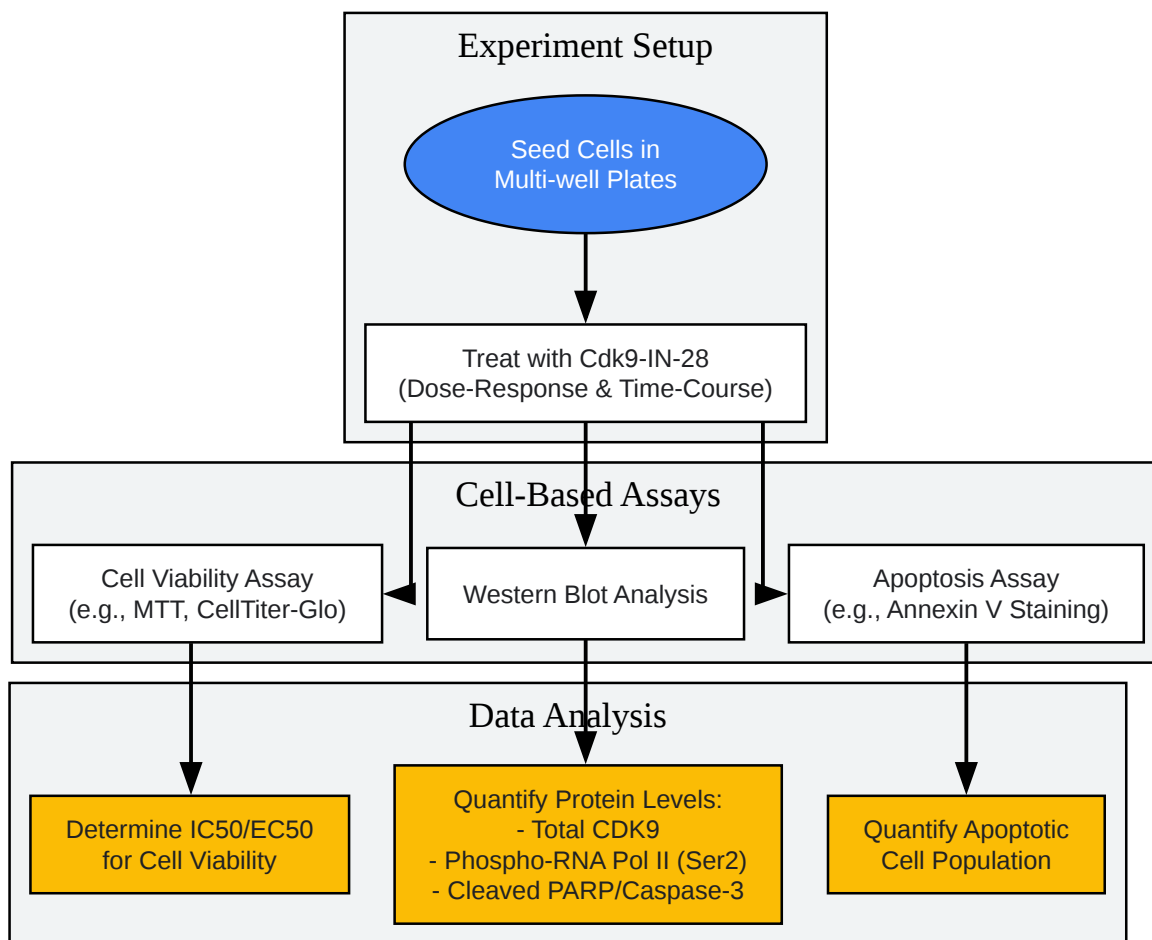 Experiment Setup
Seed Cells in
Multi-well Plates
Treat with Cdk9-IN-28
(Dose-Response & Time-Course)
Cell-Based Assays
Cell Viability Assay
(e.g., MTT, CellTiter-Glo)
Western Blot Analysis
Apoptosis Assay
(e.g., Annexin V Staining)
Data Analysis
Determine IC50/EC50
for Cell Viability
Quantify Protein Levels:
- Total CDK9
- Phospho-RNA Pol II (Ser2)
- Cleaved PARP/Caspase-3
Quantify Apoptotic
Cell Population